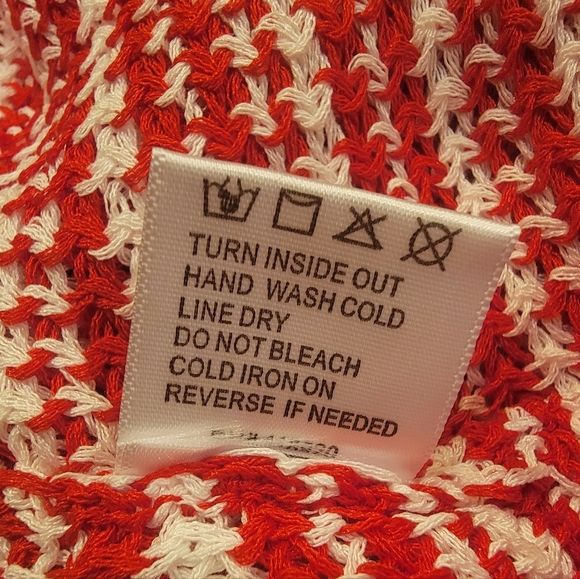 TURN INSIDE OUT
HAND WASH COLD
LINE DRY
DO NOT BLEACH
COLD IRON ON
REVERSE IF NEEDED